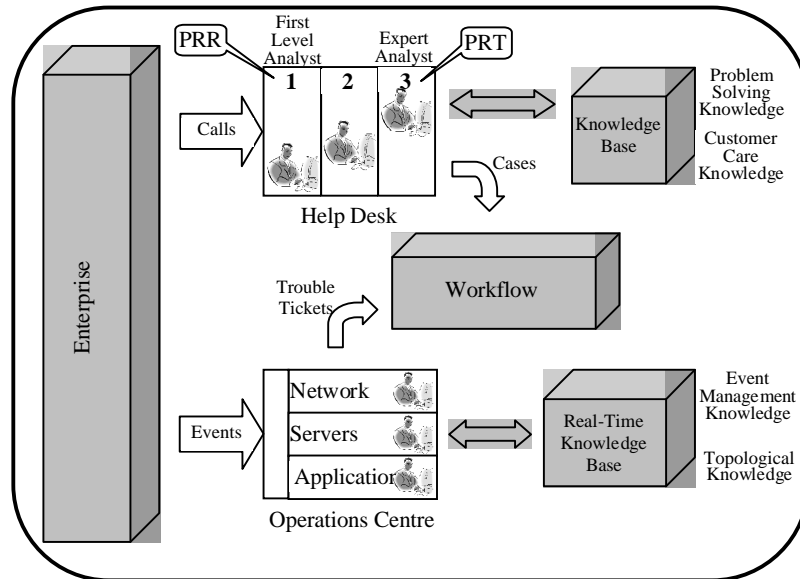 PRR
First
Level
Analyst
Expert
Analyst
PRT
1
2
3
Calls
Help Desk
Cases
Knowledge
Base
Problem
Solving
Knowledge
Customer
Care
Knowledge
Enterprise
Trouble
Tickets
Workflow
Events
Network
Servers
Application
Operations Centre
Real-Time
Knowledge
Base
Event
Management
Knowledge
Topological
Knowledge